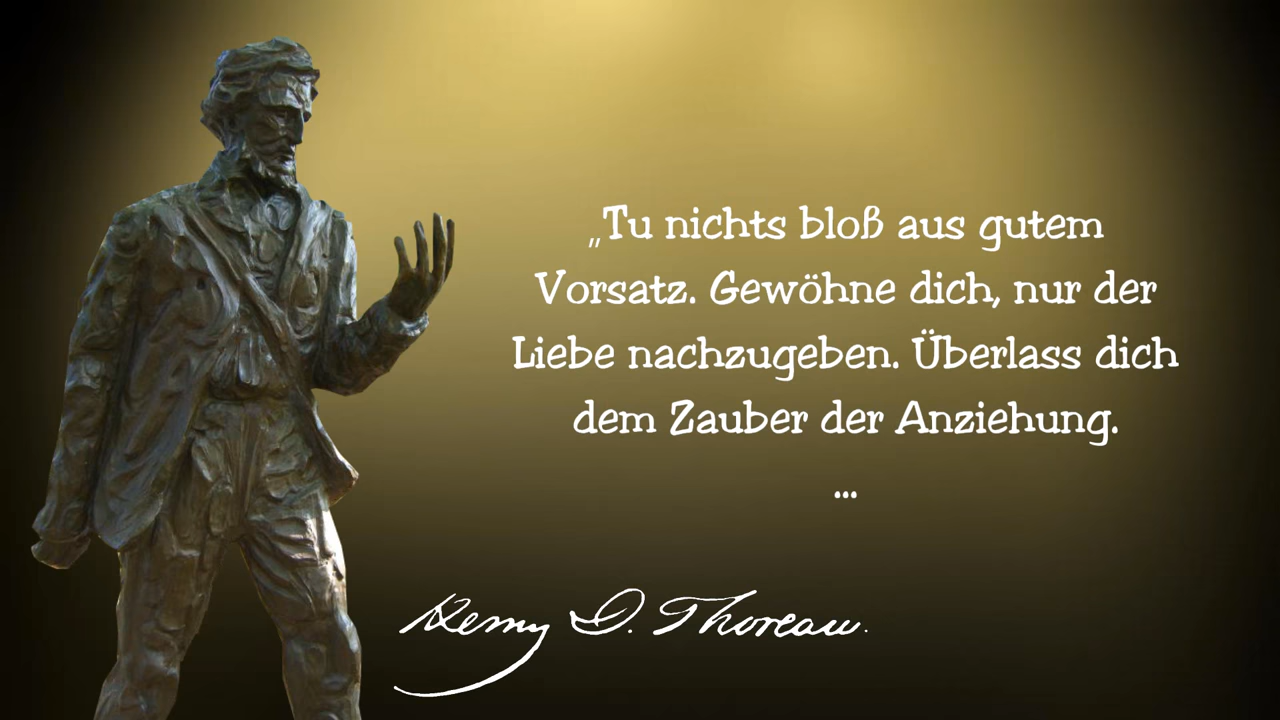 „Tu nichts bloß aus gutem
Vorsatz. Gewöhne dich, nur der
Liebe nachzugeben. Überlass dich
dem Zauber der Anziehung.
...
Henry D. Thoreau.